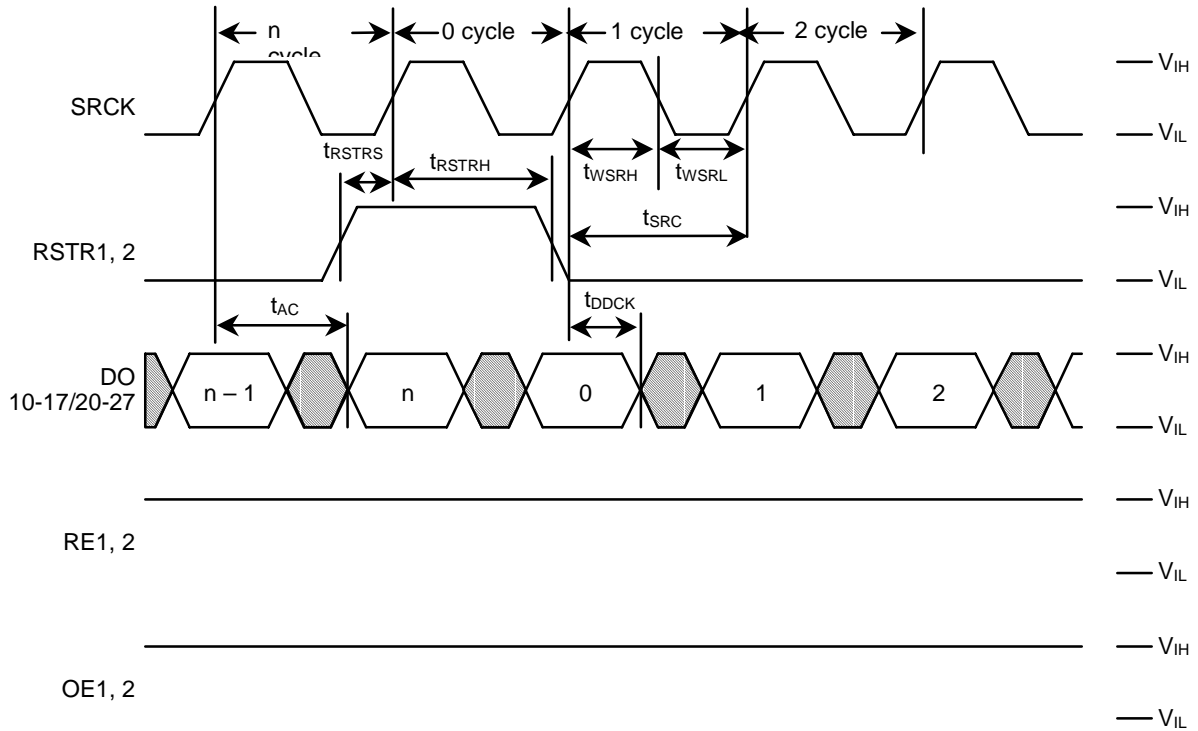 n
cycle
0 cycle
1 cycle
2 cycle
SRCK
VIH
VIL
tRSTRS
tRSTRH
tWSRH
tWSRL
tSRC
RSTR1, 2
VIH
VIL
tAC
tDDCK
DO
10-17/20-27
n – 1
n
0
1
2
VIH
VIL
RE1, 2
VIH
VIL
OE1, 2
VIH
VIL